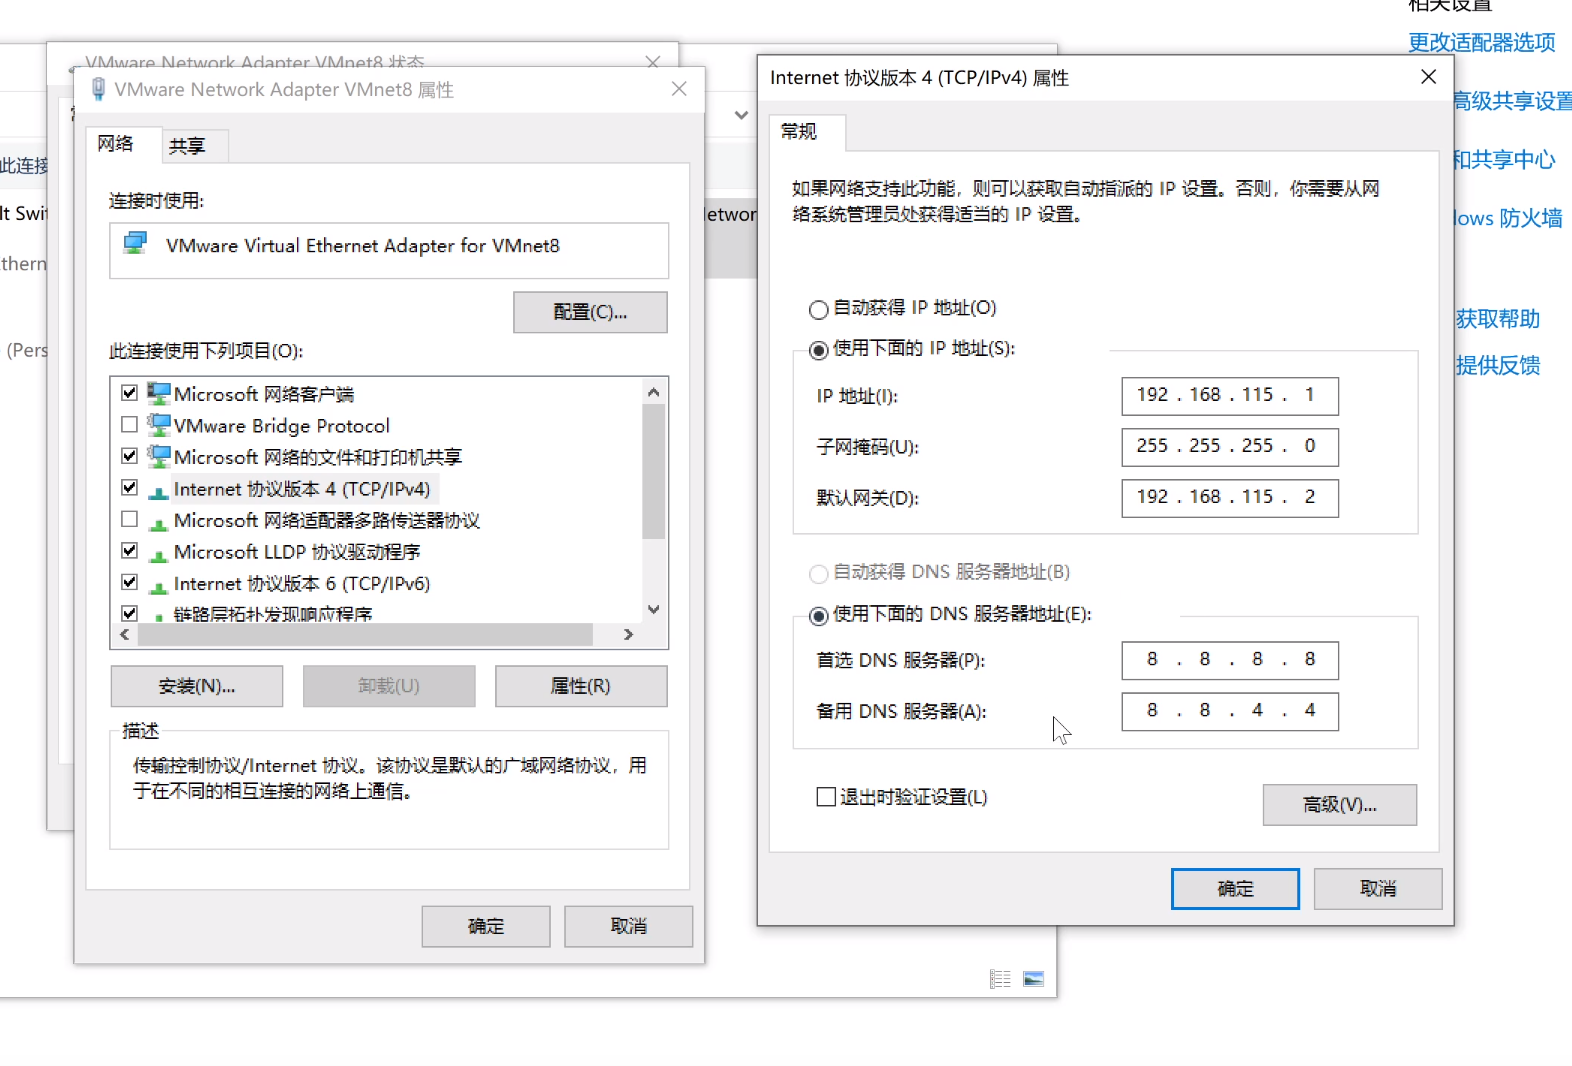 相关设置
更改适配器选项
高级共享设置
和共享中心
lows 防火墙
获取帮助
提供反馈
VMware Network Adapter VMnet8 状态
此连接
lt Swit
thern
(Pers
letwor
VMware Network Adapter VMnet8 属性
网络
共享
连接时使用:
VMware Virtual Ethernet Adapter for VMnet8
配置(C)...
此连接使用下列项目(O):
Microsoft 网络客户端
VMware Bridge Protocol
Microsoft 网络的文件和打印机共享
Internet 协议版本 4 (TCP/IPv4)
Microsoft 网络适配器多路传送器协议
Microsoft LLDP 协议驱动程序
Internet 协议版本 6 (TCP/IPv6)
链路层拓扑发现响应程序
安装(N)...
卸载(U)
属性(R)
描述
传输控制协议/Internet 协议。该协议是默认的广域网络协议，用
于在不同的相互连接的网络上通信。
确定
取消
Internet 协议版本 4 (TCP/IPv4) 属性
常规
如果网络支持此功能，则可以获取自动指派的 IP 设置。否则，你需要从网
络系统管理员处获得适当的 IP 设置。
自动获得 IP 地址(O)
使用下面的 IP 地址(S):
IP 地址(I):
192 . 168 . 115 . 1
子网掩码(U):
255 . 255 . 255 . 0
默认网关(D):
192 . 168 . 115 . 2
自动获得 DNS 服务器地址(B)
使用下面的 DNS 服务器地址(E):
首选 DNS 服务器(P):
8 . 8 . 8 . 8
备用 DNS 服务器(A):
8 . 8 . 4 . 4
退出时验证设置(L)
高级(V)...
确定
取消